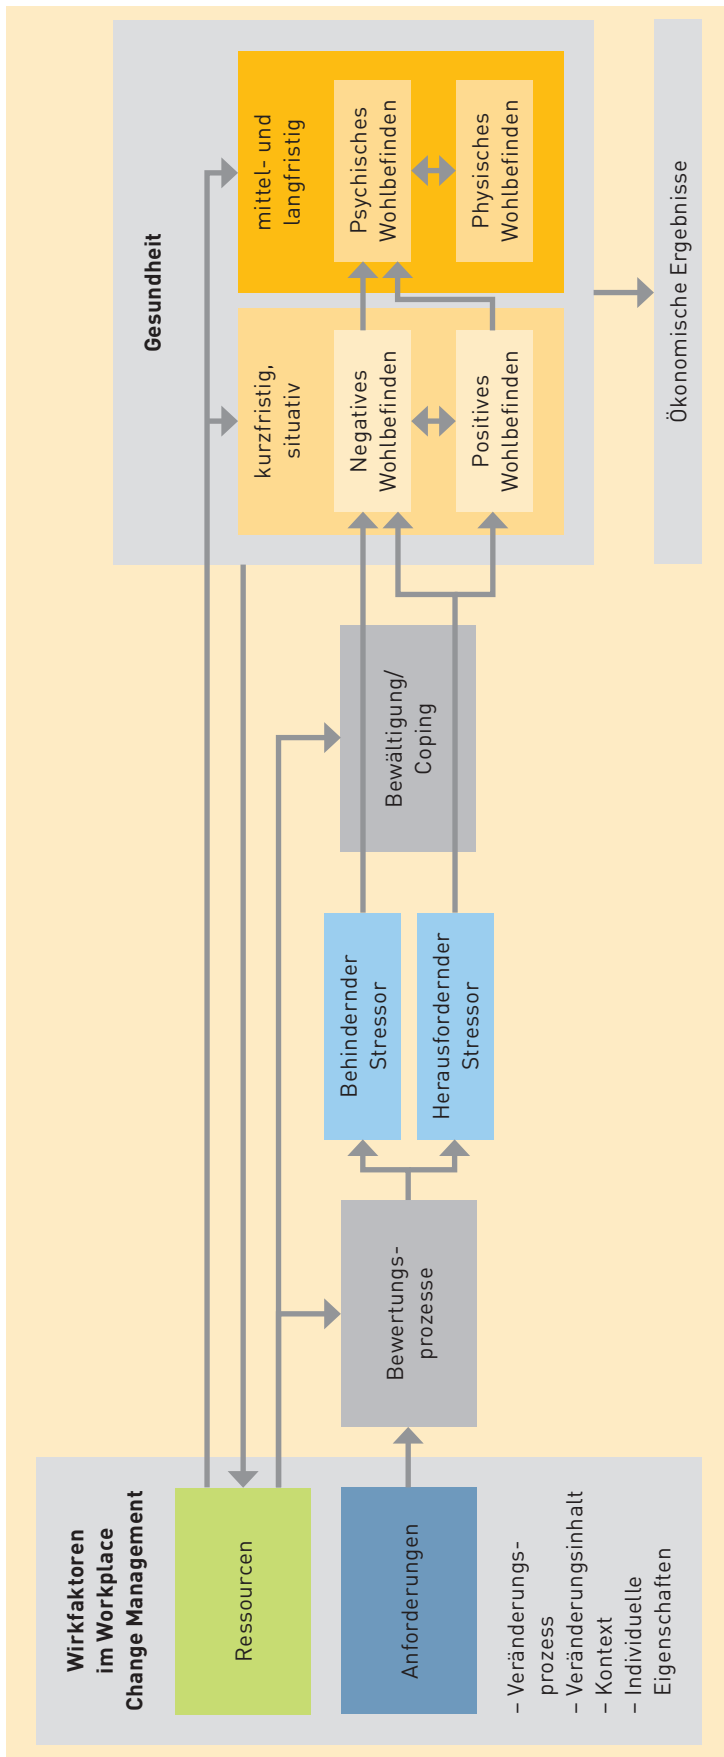 Wirkfaktoren
im Workplace
Change Management
Ressourcen
Anforderungen
– Veränderungs-
prozess
– Veränderungsinhalt
– Kontext
– Individuelle
Eigenschaften
Bewertungs-
prozesse
Behindernder
Stressor
Herausfordernder
Stressor
Bewältigung/
Coping
Gesundheit
kurzfristig,
situativ
Negatives
Wohlbefinden
Positives
Wohlbefinden
mittel- und
langfristig
Psychisches
Wohlbefinden
Physisches
Wohlbefinden
Ökonomische Ergebnisse